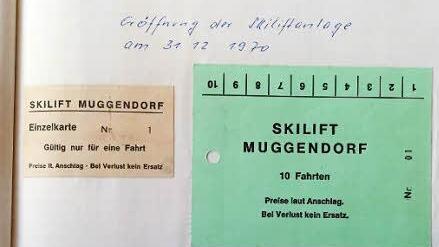 Eröffnung der Skiliftanlage
am 31 12 1970
SKILIFT MUGGENDORF
Einzelkarte Nr. 1
Gültig nur für eine Fahrt
Preise lt. Anschlag - Bei Verlust kein Ersatz
10 9 8 7 6 5 4 3 2 1
SKILIFT
MUGGENDORF
10 Fahrten
Preise laut Anschlag.
Bei Verlust kein Ersatz.
Nr. 01